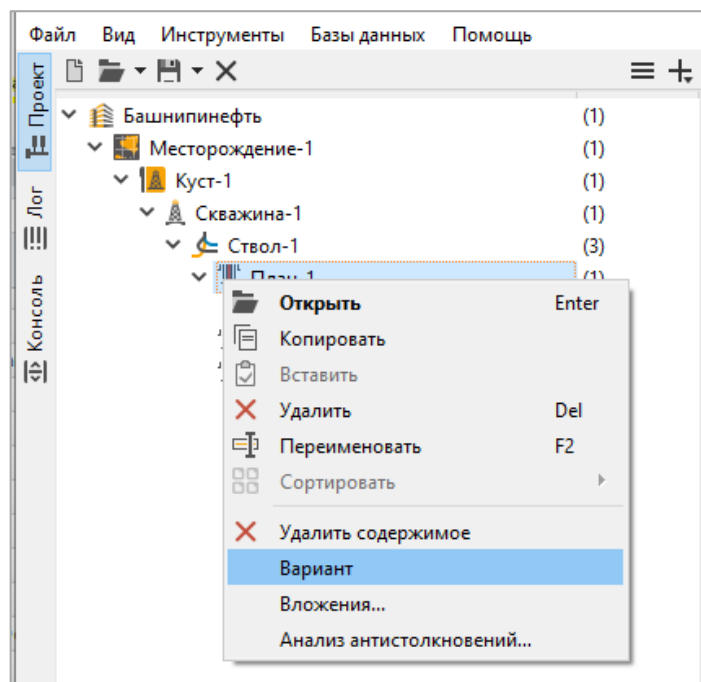 Файл Вид Инструменты Базы данных Помощь
Проект
Лог
Консоль
Башнипинефть (1)
Месторождение-1 (1)
Куст-1 (1)
Скважина-1 (1)
Ствол-1 (3)
План-1 (1)
Открыть Enter
Копировать
Вставить
Удалить Del
Переименовать F2
Сортировать
Удалить содержимое
Вариант
Вложения...
Анализ антистолкновений...